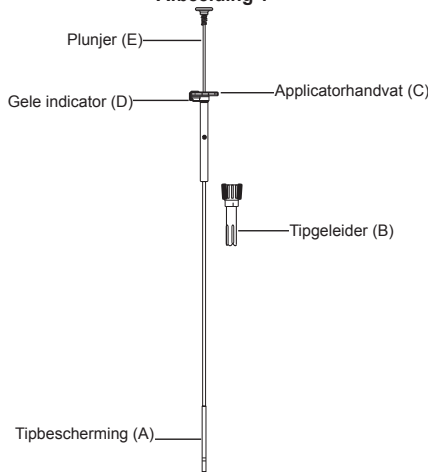 Plunjer (E)
Gele indicator (D)
Applicatorhandvat (C)
Tipgeleider (B)
Tipbescherming (A)